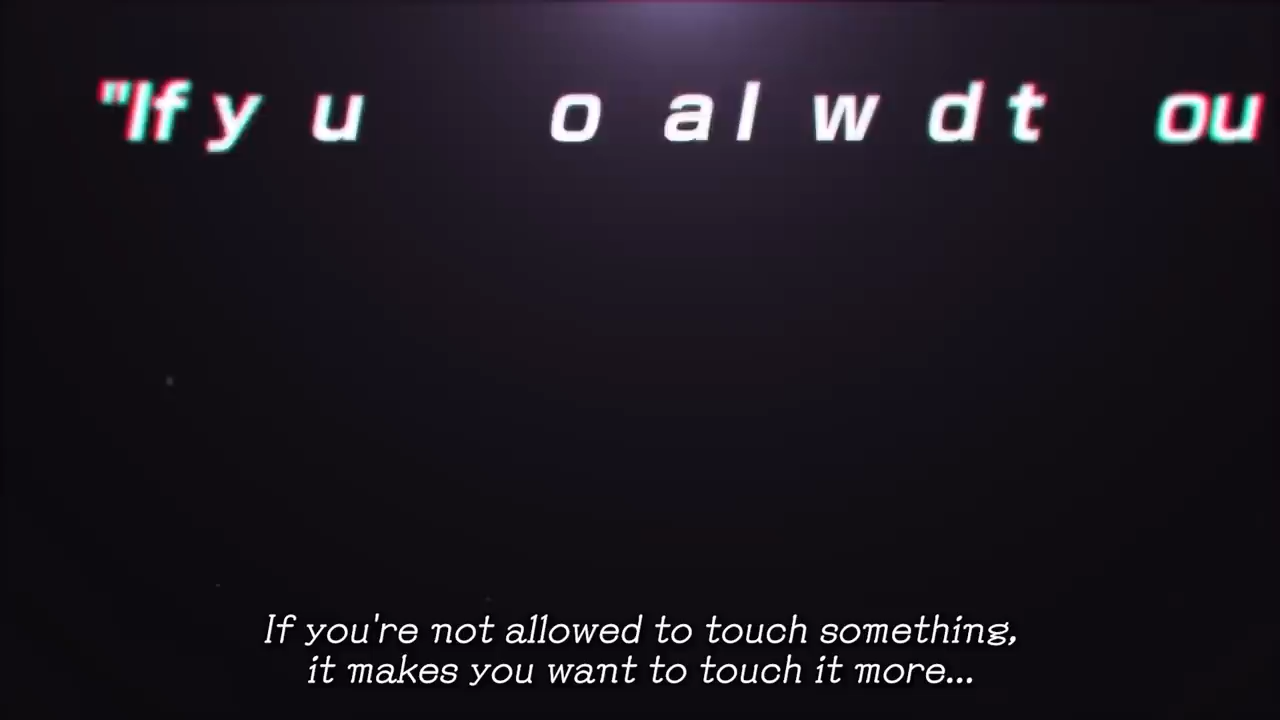 "If y u o al w d t ou
If you're not allowed to touch something,
it makes you want to touch it more...